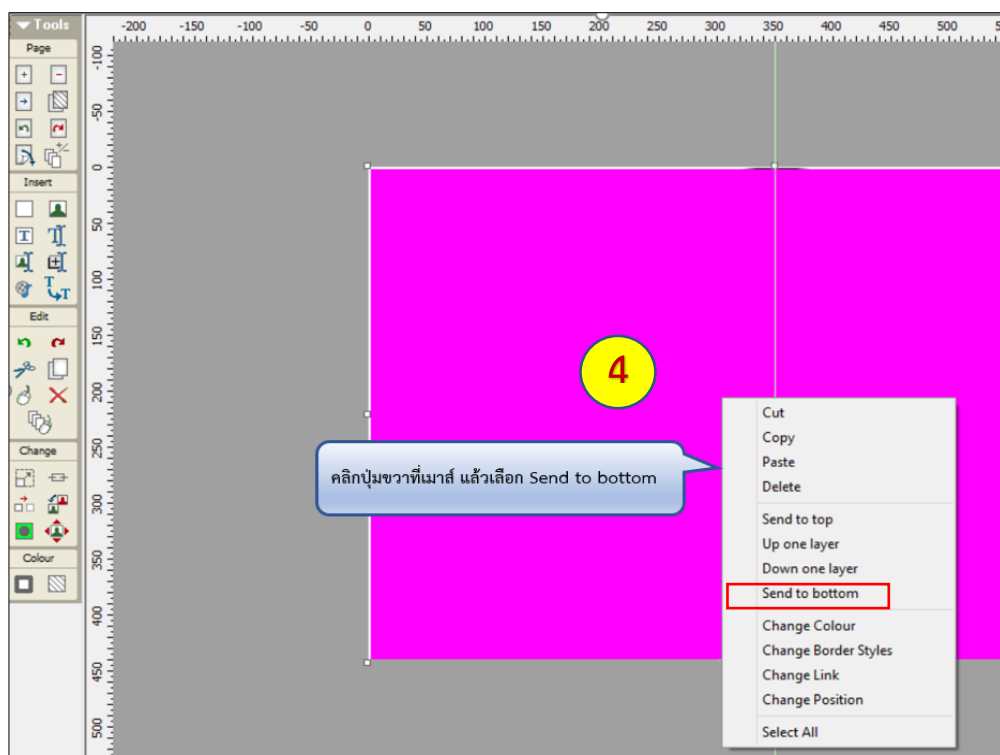 Tools
Page
Insert
T
T
T
T
Edit
Change
Colour
-200 -150 -100 -50 0 50 100 150 200 250 300 350 400 450 500
-100
-50
0
50
100
150
200
250
300
350
400
450
500
4
คลิกปุ่มขวาที่เมาส์ แล้วเลือก Send to bottom
Cut
Copy
Paste
Delete
Send to top
Up one layer
Down one layer
Send to bottom
Change Colour
Change Border Styles
Change Link
Change Position
Select All